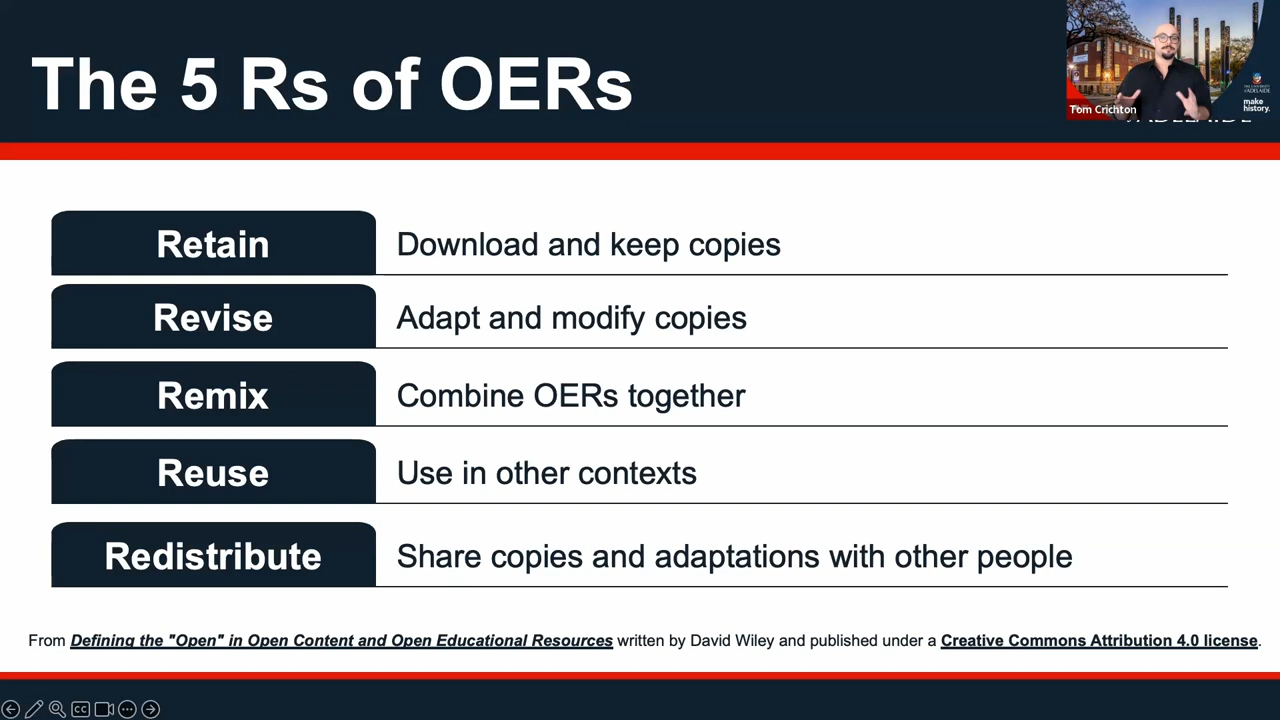 The 5 Rs of OERs
Tom Crichton
make
history.
Retain
Download and keep copies
Revise
Adapt and modify copies
Remix
Combine OERs together
Reuse
Use in other contexts
Redistribute
Share copies and adaptations with other people
From Defining the "Open" in Open Content and Open Educational Resources written by David Wiley and published under a Creative Commons Attribution 4.0 license.
CC